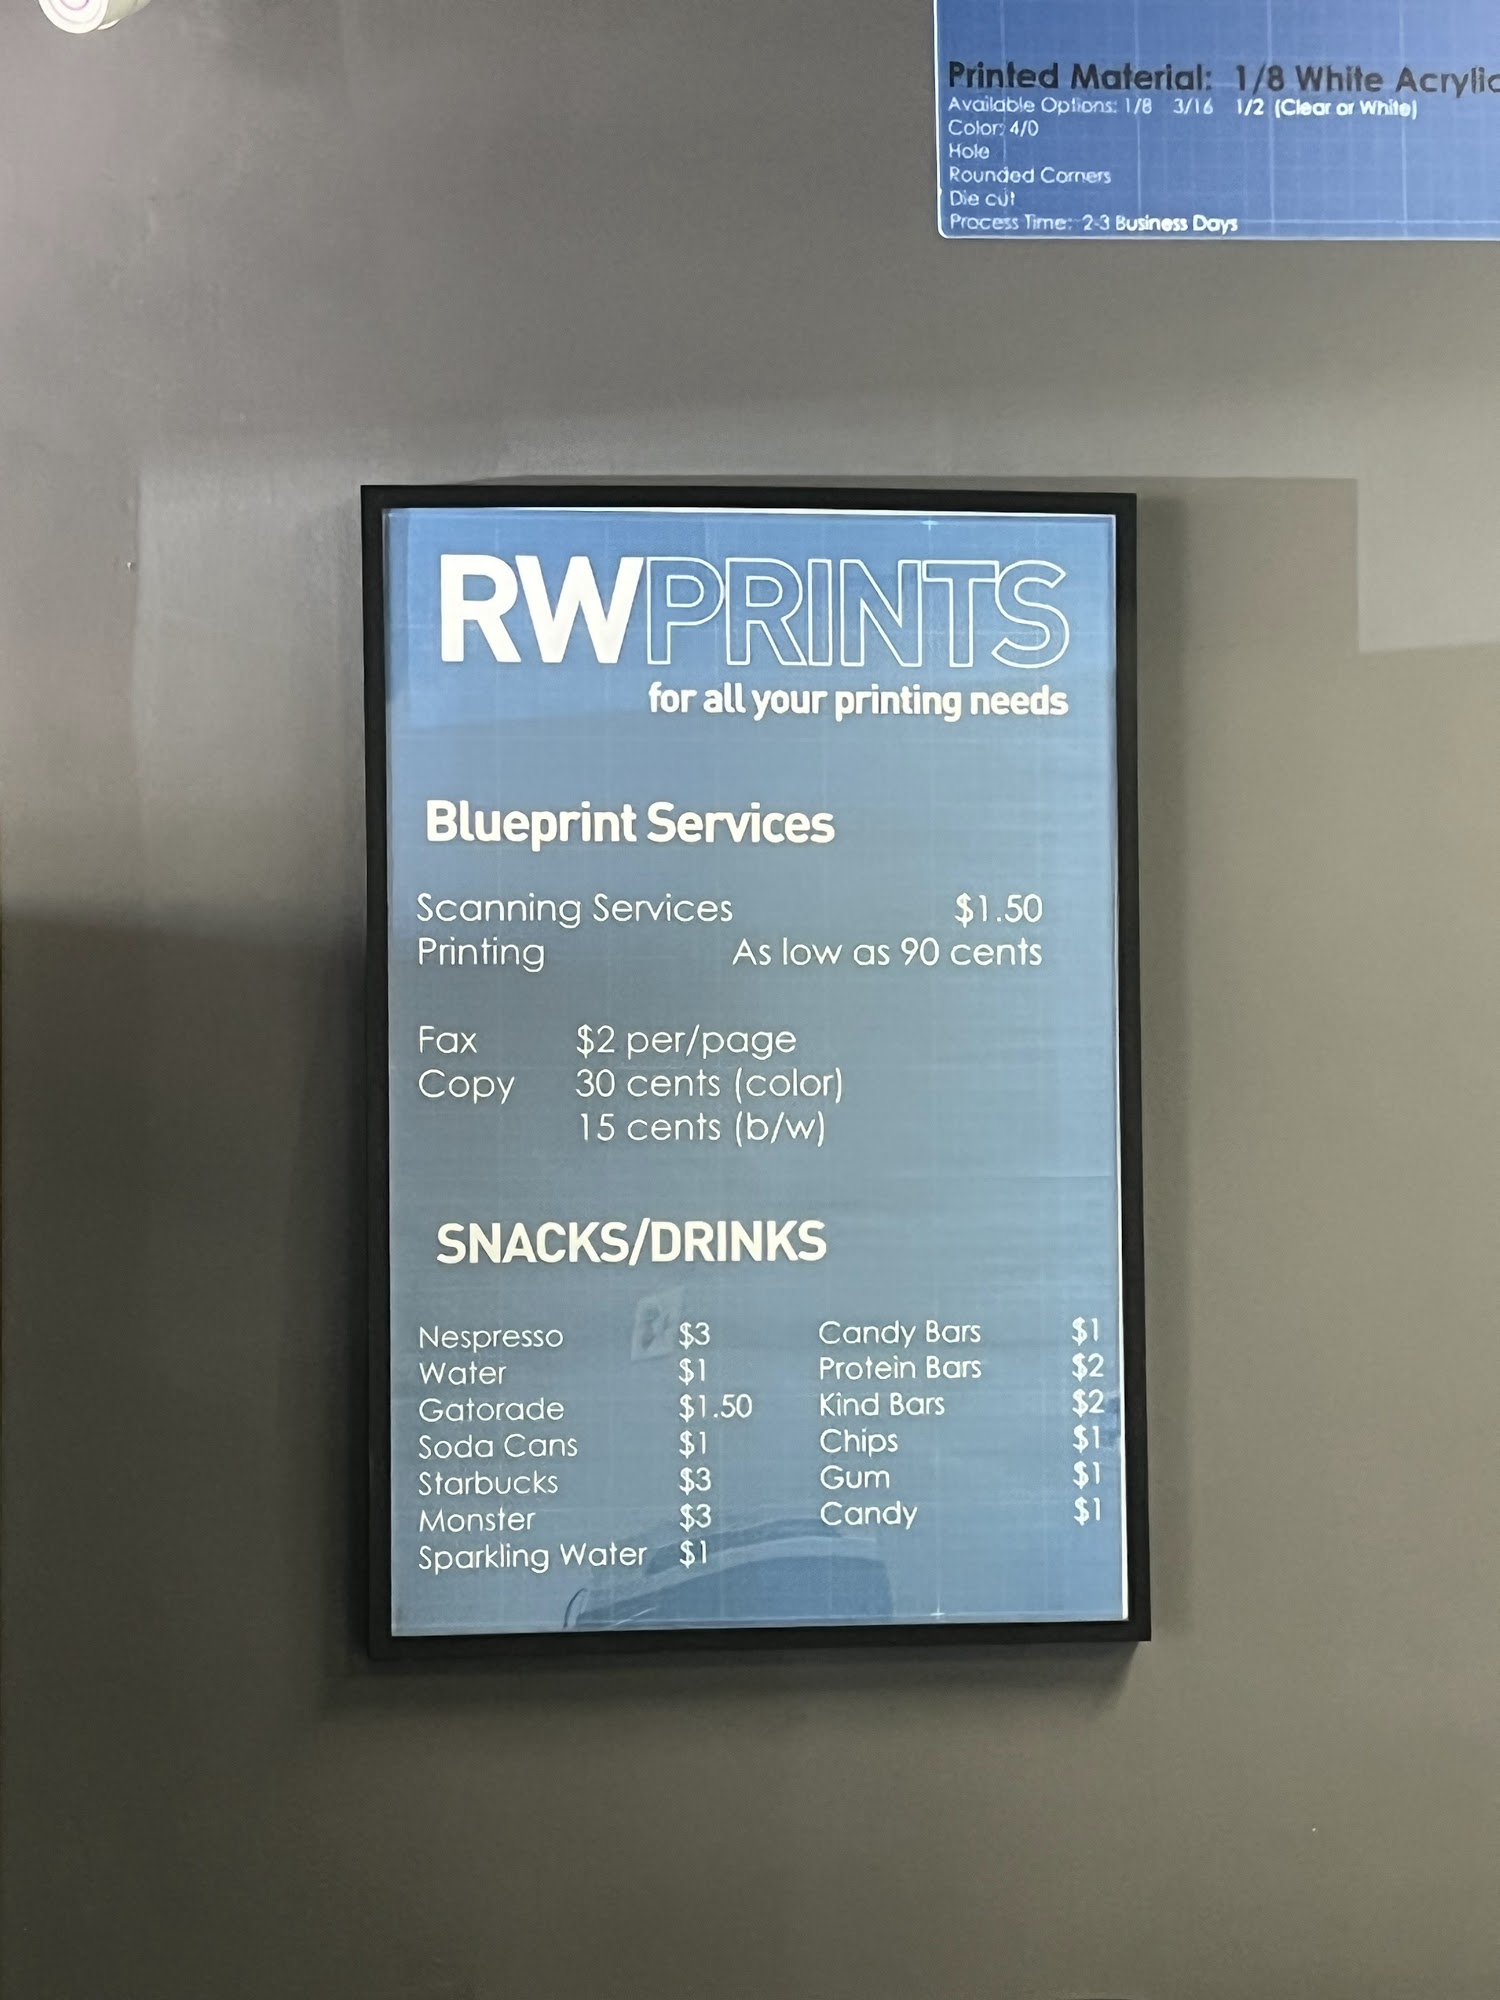 Printed Material: 1/8 White Acrylic
Available Options: 1/8 3/16 1/2 (Clear or White)
Color: 4/0
Hole
Rounded Corners
Die cut
Process Time: 2-3 Business Days
RWPRINTS
for all your printing needs
Blueprint Services
Scanning Services $1.50
Printing As low as 90 cents
Fax $2 per/page
Copy 30 cents (color)
15 cents (b/w)
SNACKS/DRINKS
Nespresso $3
Water $1
Gatorade $1.50
Soda Cans $1
Starbucks $3
Monster $3
Sparkling Water $1
Candy Bars $1
Protein Bars $2
Kind Bars $2
Chips $1
Gum $1
Candy $1